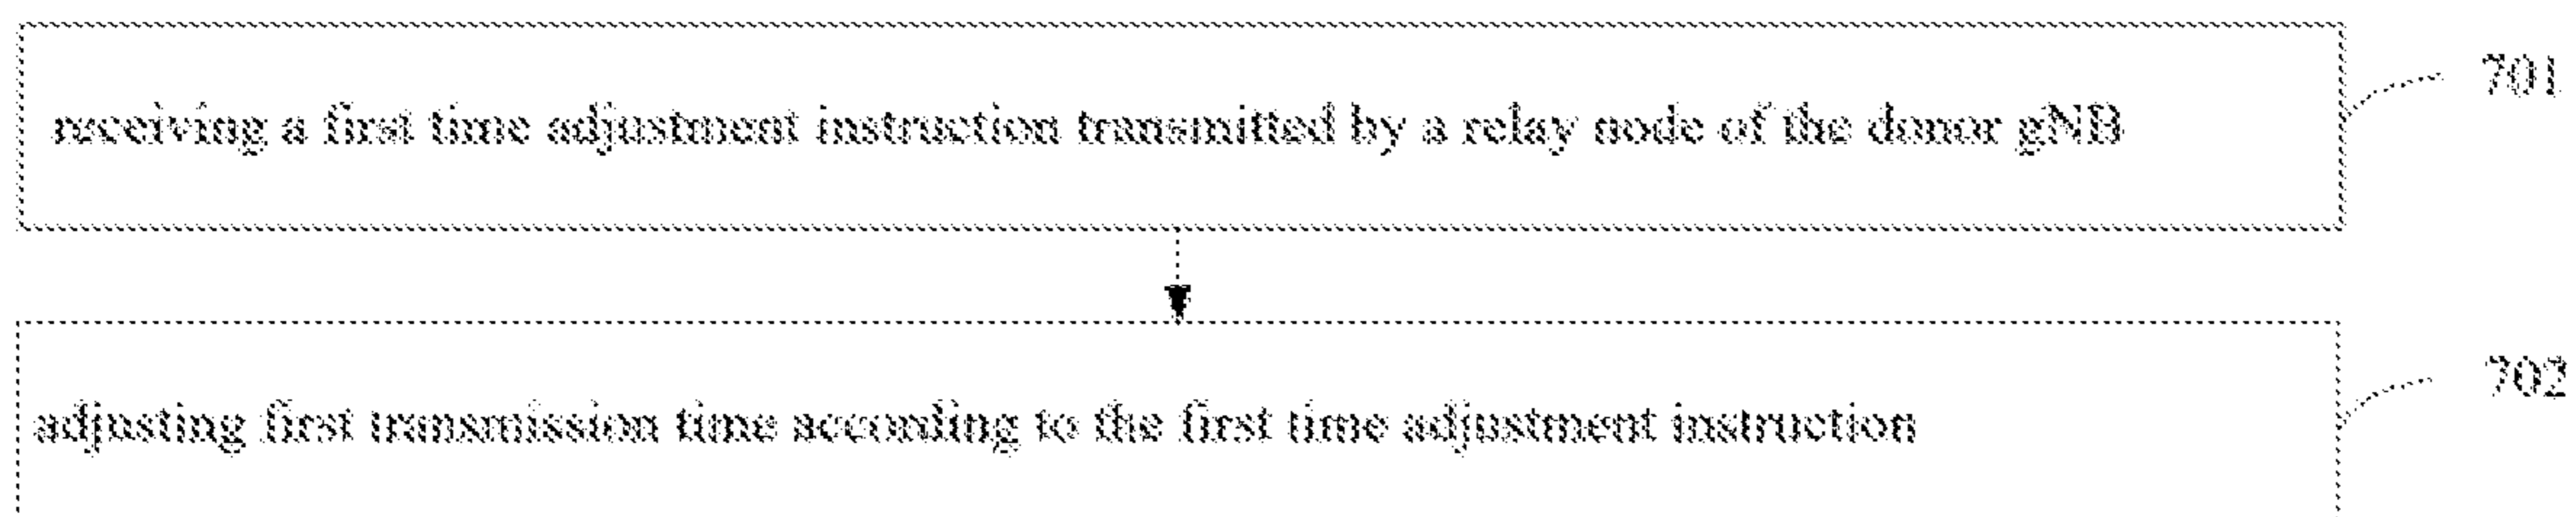 receiving a first time adjustment instruction transmitted by a relay node of the donor gNB
701
adjusting first transmission time according to the first time adjustment instruction
702